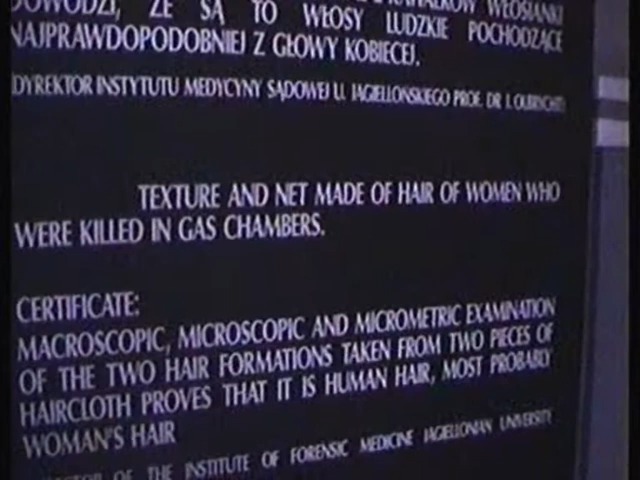 DOWODZI, ŻE SĄ TO WŁOSY LUDZKIE POCHODZĄCE
NAJPRAWDOPODOBNIEJ Z GŁOWY KOBIECEJ.
DYREKTOR INSTYTUTU MEDYCYNY SĄDOWEJ U. JAGIELLOŃSKIEGO PROF. DR
TEXTURE AND NET MADE OF HAIR OF WOMEN WHO
WERE KILLED IN GAS CHAMBERS.
CERTIFICATE:
MACROSCOPIC, MICROSCOPIC AND MICROMETRIC EXAMINATION
OF THE TWO HAIR FORMATIONS TAKEN FROM TWO PIECES OF
HAIRCLOTH PROVES THAT IT IS HUMAN HAIR, MOST PROBABLY
WOMAN'S HAIR
OF THE INSTITUTE OF FORENSIC MEDICINE JAGIELLONIAN UNIVERSITY